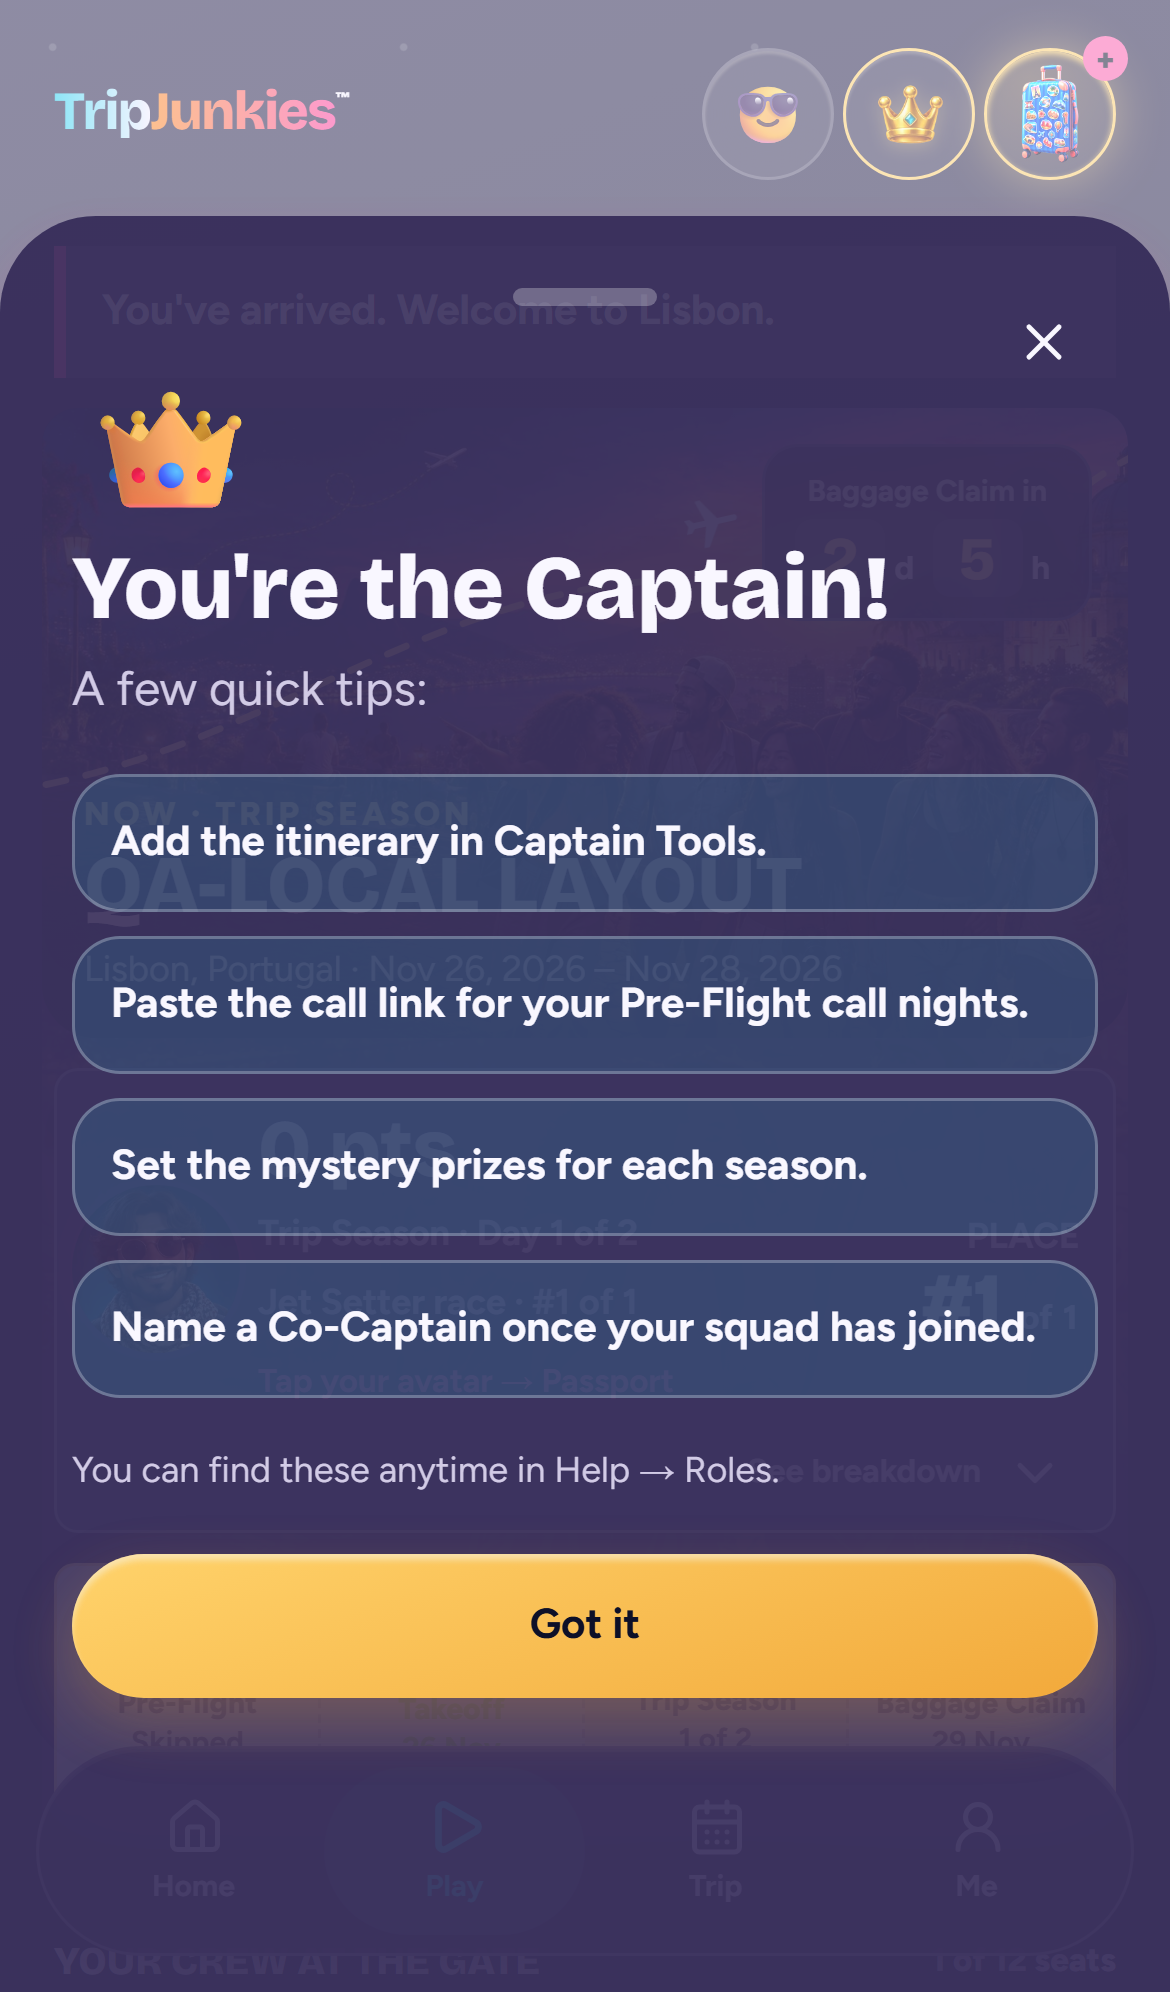 TripJunkies™
+
You've arrived. Welcome to Lisbon.
Baggage Claim in
2 d 5 h
You're the Captain!
A few quick tips:
NOW · TRIP SEASON
Add the itinerary in Captain Tools.
QA-LOCAL LAYOUT
Lisbon, Portugal · Nov 26, 2026 – Nov 28, 2026
Paste the call link for your Pre-Flight call nights.
0 pts
Set the mystery prizes for each season.
Trip Season · Day 1 of 2
PLACE
Jet Setter race · #1 of 1
#1 of 1
Name a Co-Captain once your squad has joined.
Tap your avatar → Passport
You can find these anytime in Help → Roles.
See breakdown
Got it
Pre-Flight
Skipped
Takeoff
Trip Season
1 of 2
Baggage Claim
29 Nov
Home
Play
Trip
Me
YOUR CREW AT THE GATE
1 of 12 seats